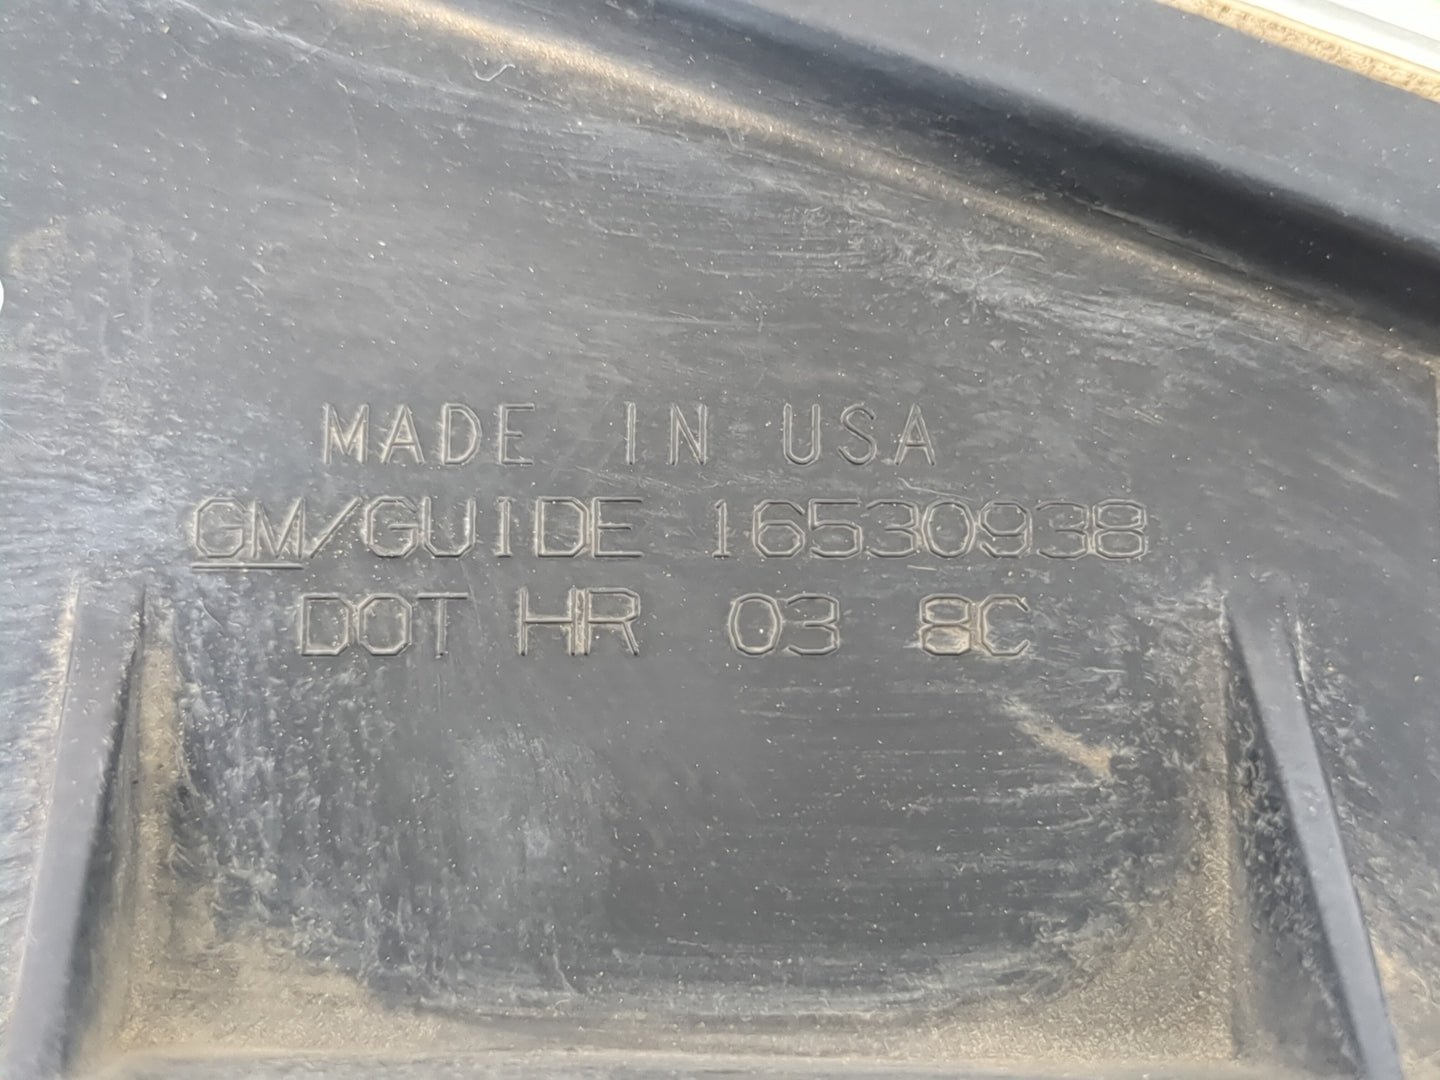 MADE IN USA
GM/GUIDE 16530938
DOT HR 03 8C